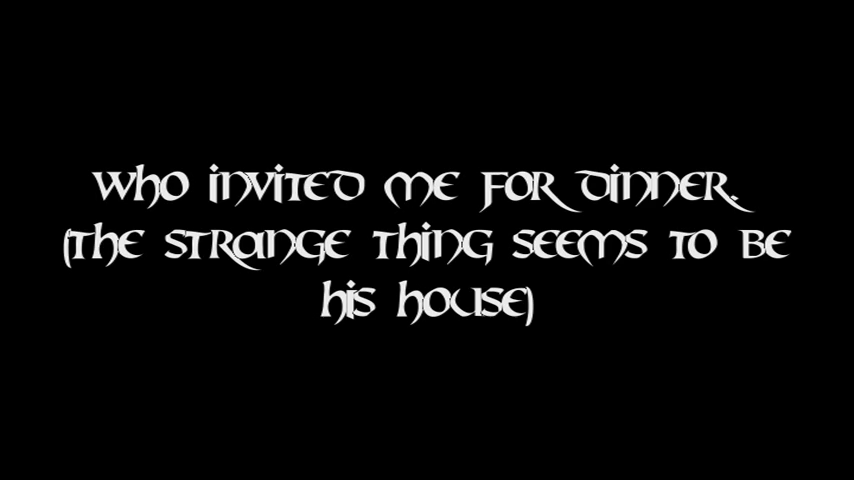 Who invited me for dinner.
(The strange thing seems to be
his house)